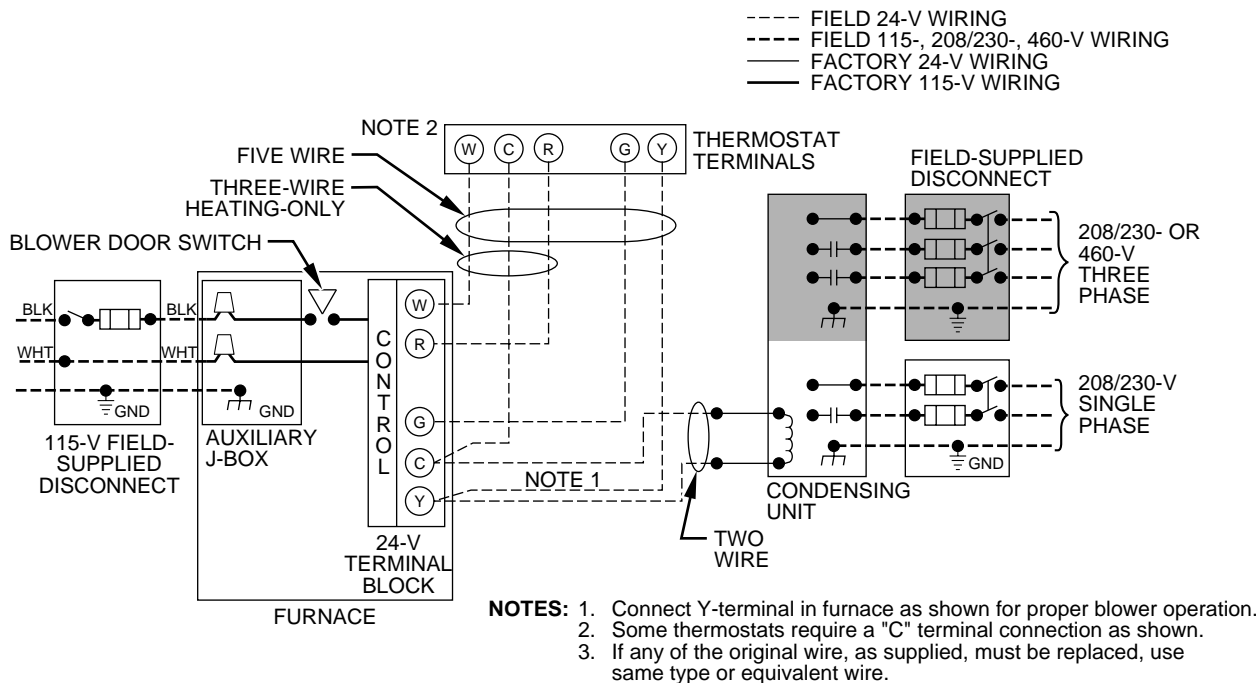 FIELD 24-V WIRING
FIELD 115-, 208/230-, 460-V WIRING
FACTORY 24-V WIRING
FACTORY 115-V WIRING
NOTE 2
W C R G Y
THERMOSTAT
TERMINALS
FIVE WIRE
THREE-WIRE
HEATING-ONLY
BLOWER DOOR SWITCH
BLK
BLK
WHT
WHT
GND
GND
115-V FIELD-
SUPPLIED
DISCONNECT
AUXILIARY
J-BOX
CONTROL
W
R
G
C
Y
24-V
TERMINAL
BLOCK
FURNACE
NOTE 1
TWO
WIRE
CONDENSING
UNIT
FIELD-SUPPLIED
DISCONNECT
208/230- OR
460-V
THREE
PHASE
208/230-V
SINGLE
PHASE
GND
NOTES: 1. Connect Y-terminal in furnace as shown for proper blower operation.
2. Some thermostats require a "C" terminal connection as shown.
3. If any of the original wire, as supplied, must be replaced, use
same type or equivalent wire.